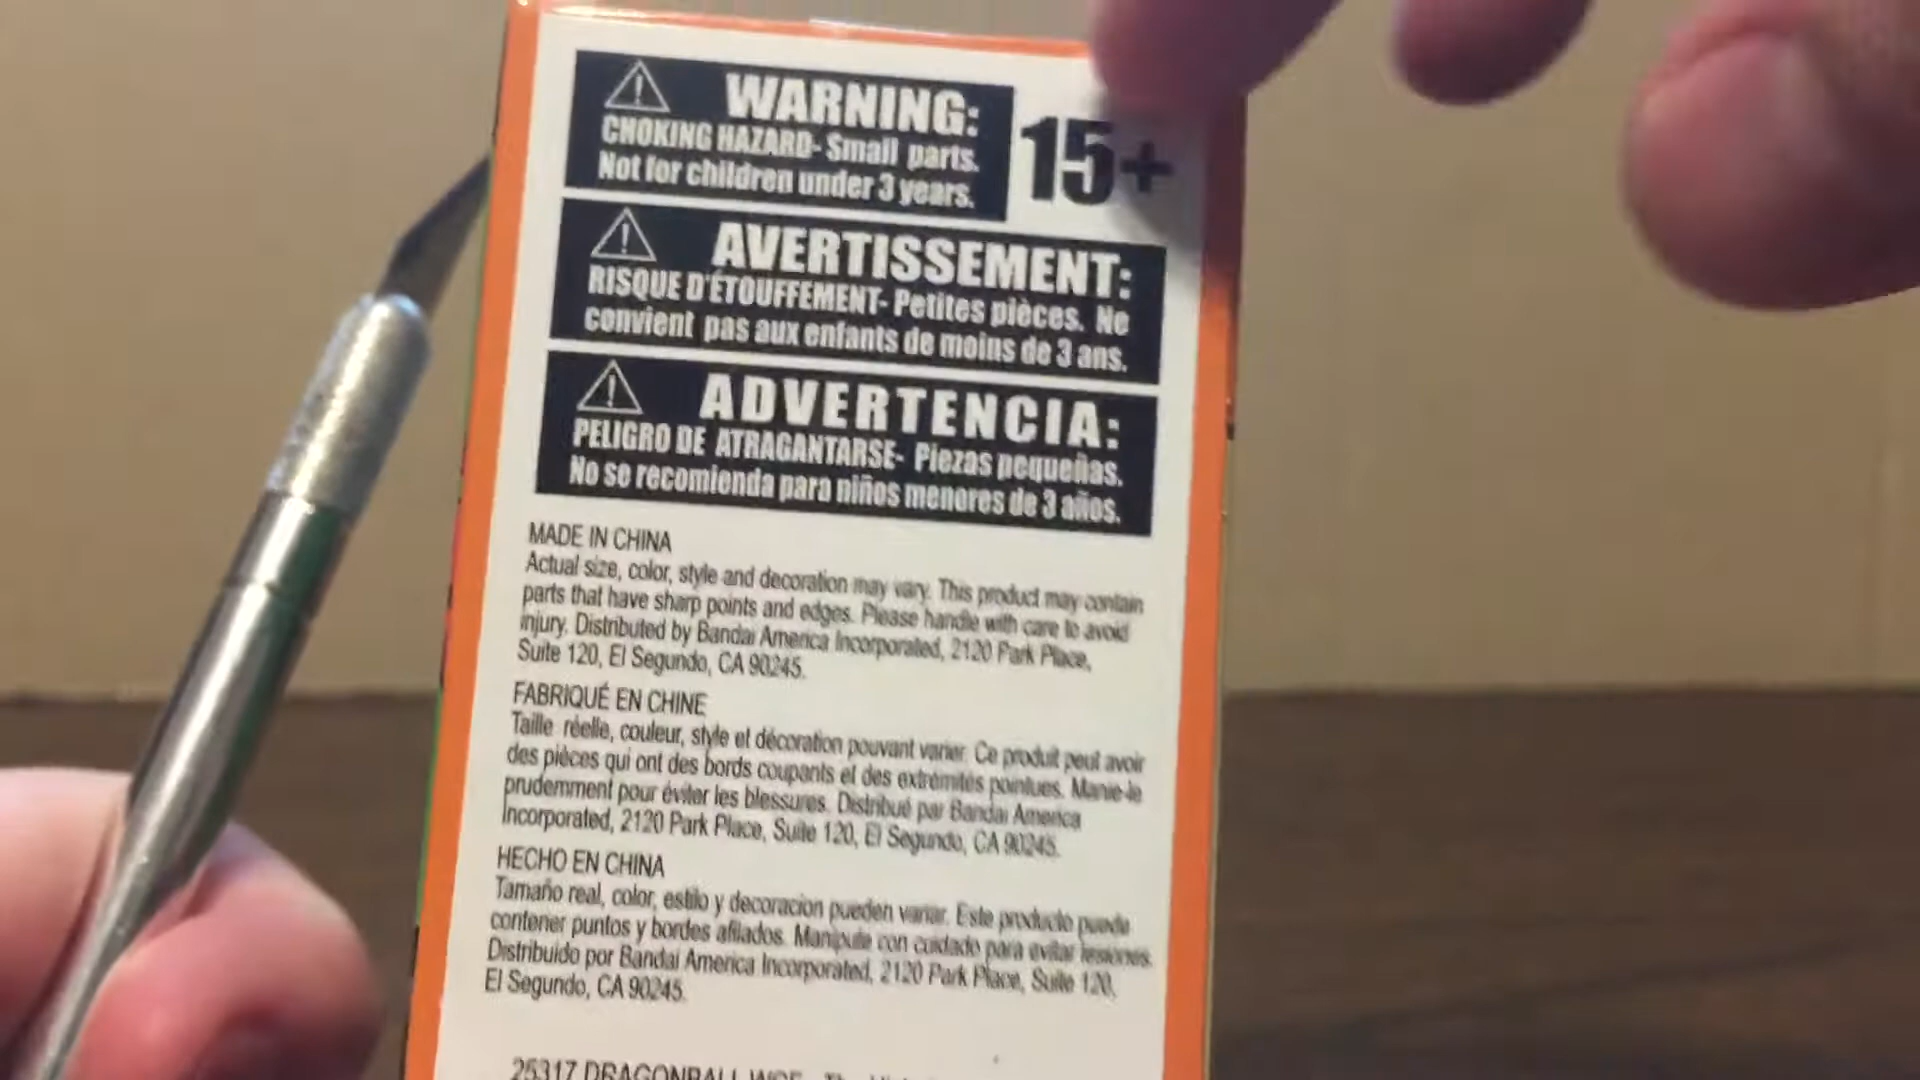 WARNING:
CHOKING HAZARD- Small parts.
Not for children under 3 years.
15+
AVERTISSEMENT:
RISQUE D'ÉTOUFFEMENT- Petites pièces. Ne
convient pas aux enfants de moins de 3 ans.
ADVERTENCIA:
PELIGRO DE ATRAGANTARSE- Piezas pequeñas.
No se recomienda para niños menores de 3 años.
MADE IN CHINA
Actual size, color, style and decoration may vary. This product may contain
parts that have sharp points and edges. Please handle with care to avoid
injury. Distributed by Bandai America Incorporated, 2120 Park Place,
Suite 120, El Segundo, CA 90245.
FABRIQUÉ EN CHINE
Taille réelle, couleur, style et décoration pouvant varier. Ce produit peut avoir
des pièces qui ont des bords coupants et des extrémités pointues. Manie-le
prudemment pour éviter les blessures. Distribué par Bandai America
Incorporated, 2120 Park Place, Suite 120, El Segundo, CA 90245.
HECHO EN CHINA
Tamaño real, color, estilo y decoracion pueden variar. Este producto puede
contener puntos y bordes afilados. Manipule con cuidado para evitar lesiones.
Distribuido por Bandai America Incorporated, 2120 Park Place, Suite 120,
El Segundo, CA 90245.
25317 DRAGONBALL WCF